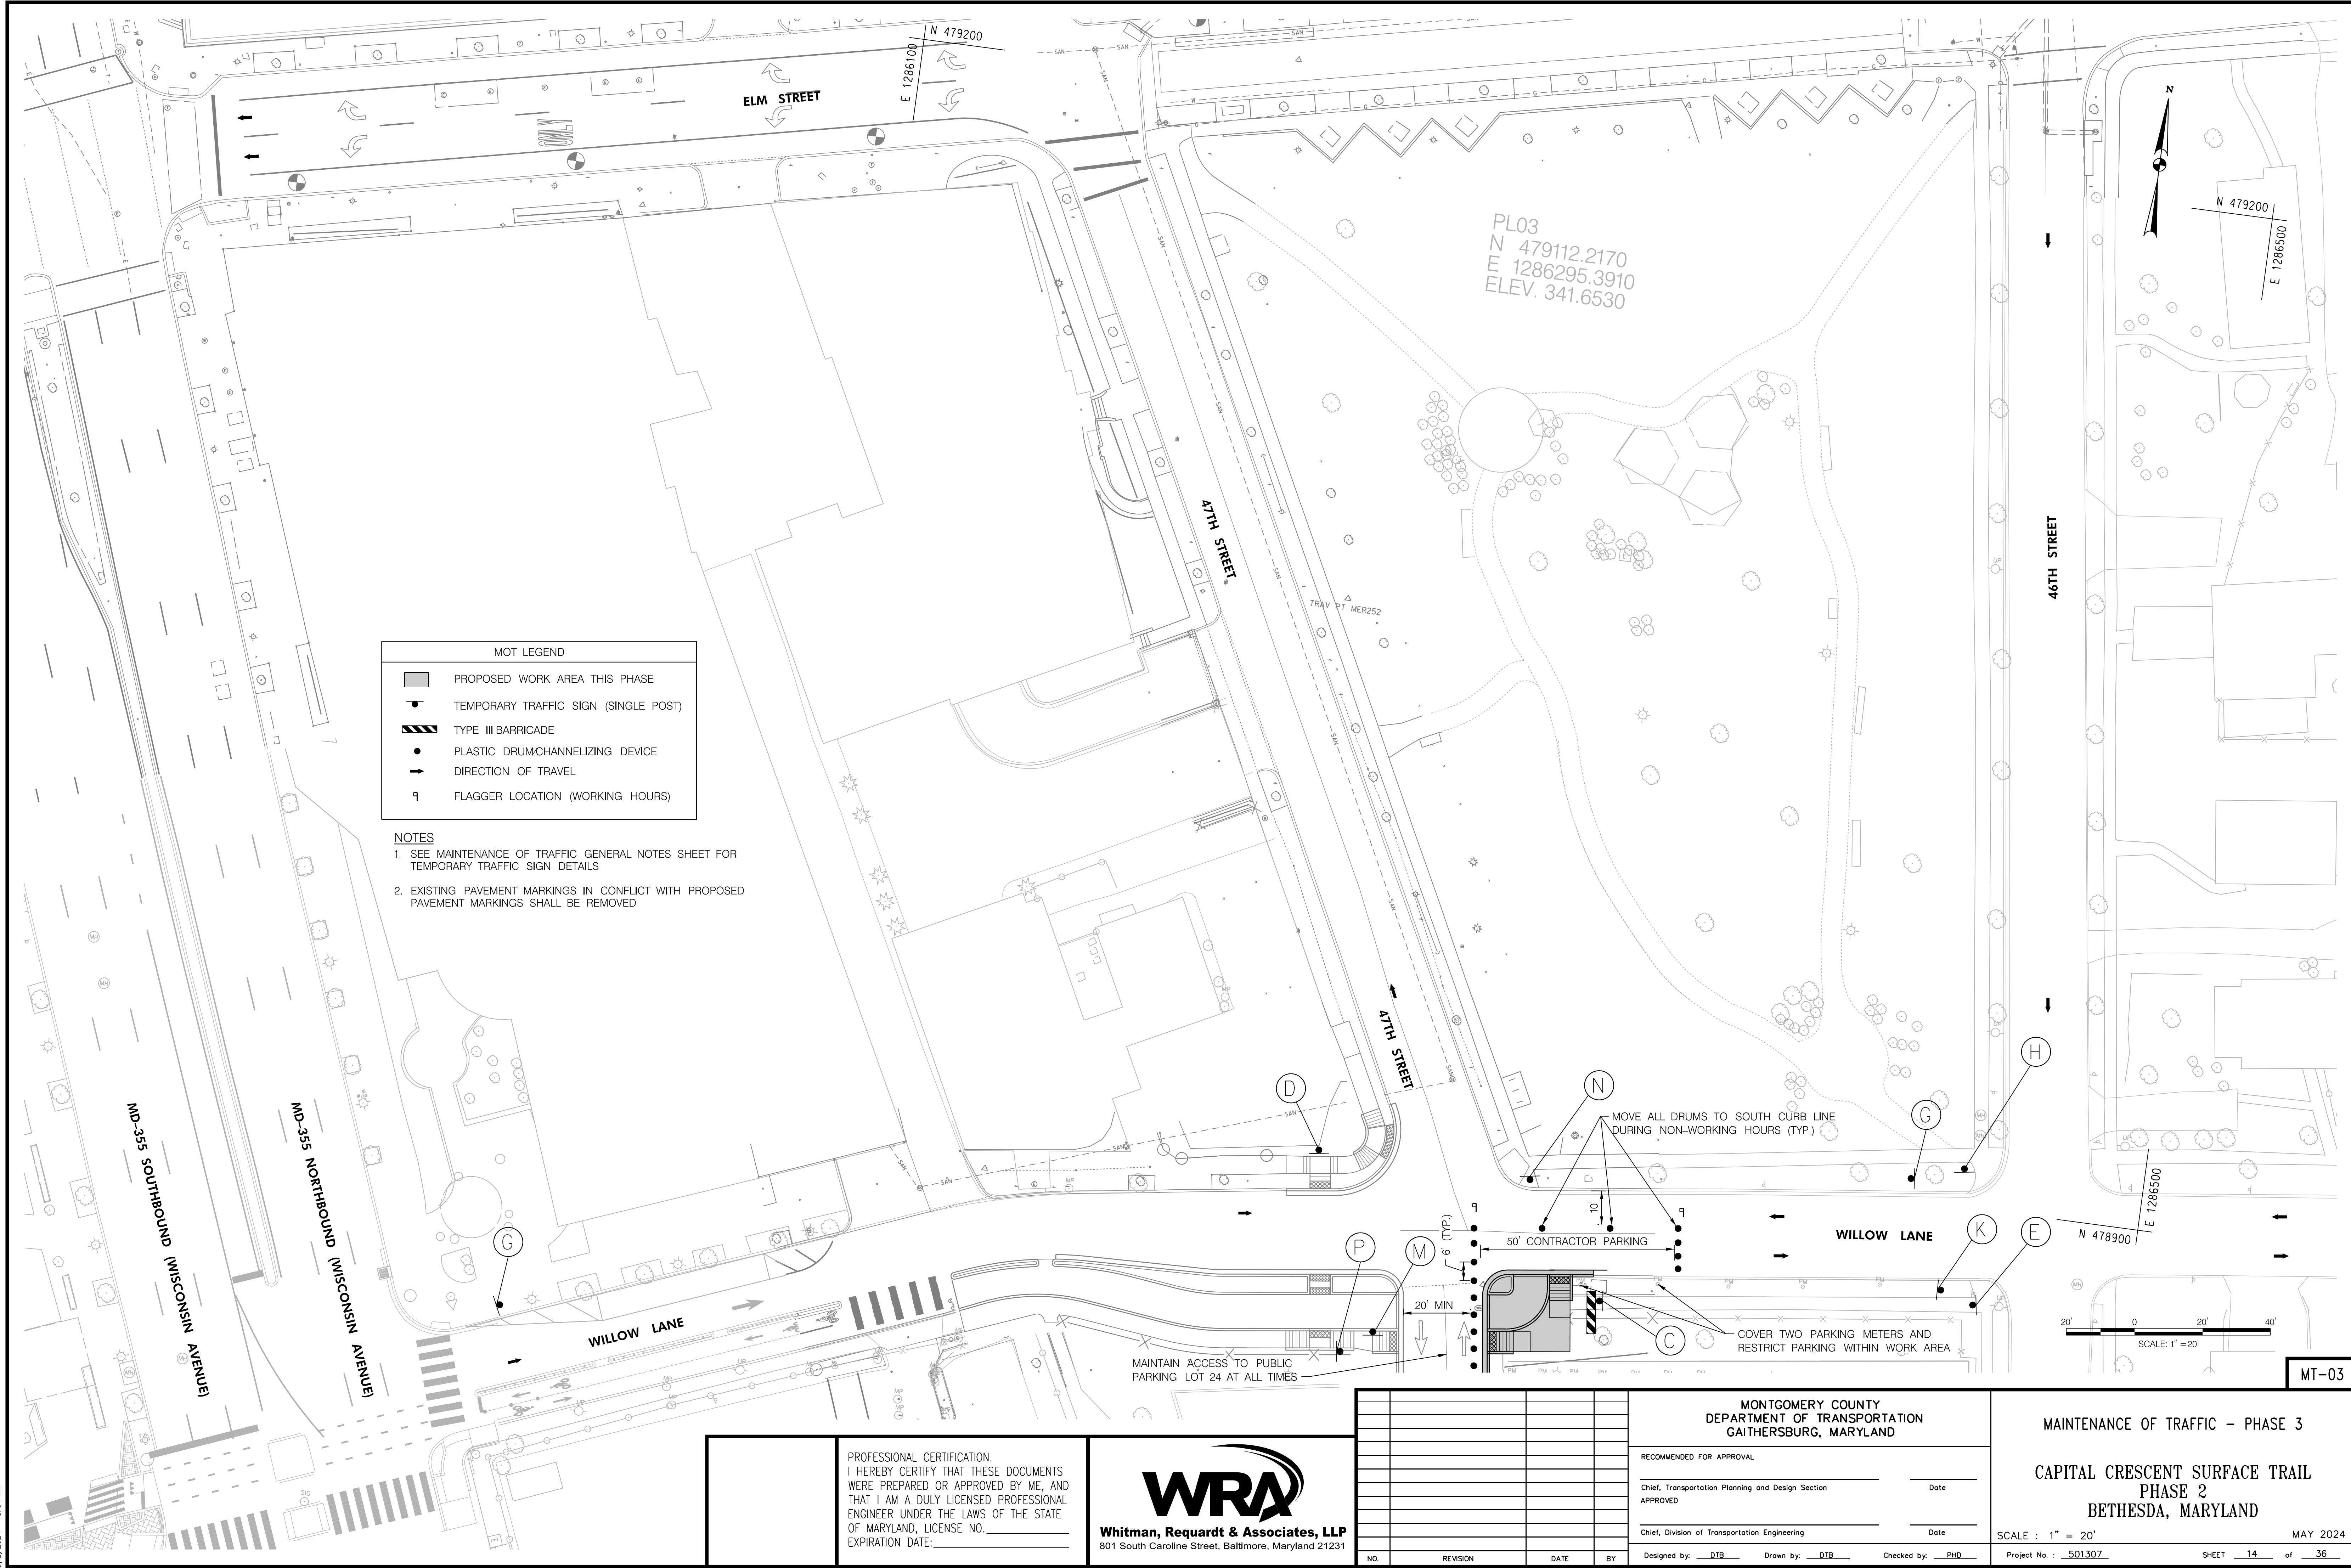 N 479200
E 1286100
ELM STREET
ONLY
N
N 479200
E 1286500
PL03
N 479112.2170
E 1286295.3910
ELEV. 341.6530
47TH STREET
46TH STREET
TRAV PT MER252
MOT LEGEND
PROPOSED WORK AREA THIS PHASE
TEMPORARY TRAFFIC SIGN (SINGLE POST)
TYPE III BARRICADE
PLASTIC DRUM/CHANNELIZING DEVICE
DIRECTION OF TRAVEL
FLAGGER LOCATION (WORKING HOURS)
NOTES
1. SEE MAINTENANCE OF TRAFFIC GENERAL NOTES SHEET FOR
TEMPORARY TRAFFIC SIGN DETAILS
2. EXISTING PAVEMENT MARKINGS IN CONFLICT WITH PROPOSED
PAVEMENT MARKINGS SHALL BE REMOVED
47TH STREET
MD-355 SOUTHBOUND (WISCONSIN AVENUE)
MD-355 NORTHBOUND (WISCONSIN AVENUE)
D
N
G
H
MOVE ALL DRUMS TO SOUTH CURB LINE
DURING NON-WORKING HOURS (TYP.)
10'
6' (TYP.)
50' CONTRACTOR PARKING
WILLOW LANE
K
E
G
P
M
C
N 478900
E 1286500
20' MIN
WILLOW LANE
COVER TWO PARKING METERS AND
RESTRICT PARKING WITHIN WORK AREA
MAINTAIN ACCESS TO PUBLIC
PARKING LOT 24 AT ALL TIMES
20' 0 20' 40'
SCALE: 1" = 20'
MT-03
PROFESSIONAL CERTIFICATION.
I HEREBY CERTIFY THAT THESE DOCUMENTS
WERE PREPARED OR APPROVED BY ME, AND
THAT I AM A DULY LICENSED PROFESSIONAL
ENGINEER UNDER THE LAWS OF THE STATE
OF MARYLAND, LICENSE NO.
EXPIRATION DATE:
WRA
Whitman, Requardt & Associates, LLP
801 South Caroline Street, Baltimore, Maryland 21231
NO. REVISION DATE BY
MONTGOMERY COUNTY
DEPARTMENT OF TRANSPORTATION
GAITHERSBURG, MARYLAND
RECOMMENDED FOR APPROVAL
Chief, Transportation Planning and Design Section Date
APPROVED
Chief, Division of Transportation Engineering Date
Designed by: DTB Drawn by: DTB Checked by: PHD
MAINTENANCE OF TRAFFIC - PHASE 3
CAPITAL CRESCENT SURFACE TRAIL
PHASE 2
BETHESDA, MARYLAND
SCALE : 1" = 20' MAY 2024
Project No. : 501307 SHEET 14 of 36